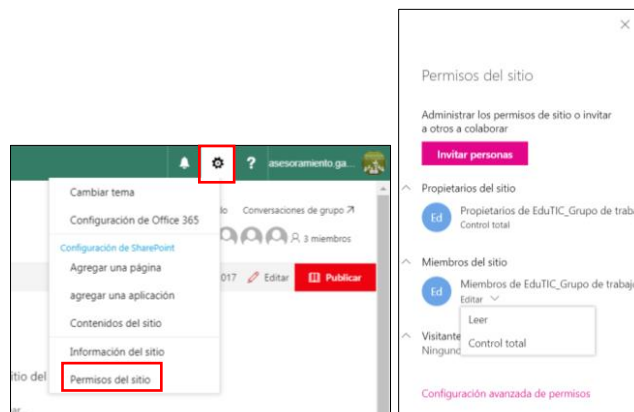 ? asesoramiento.ga...
Cambiar tema
Configuración de Office 365
Conversaciones de grupo
3 miembros
Configuración de SharePoint
Agregar una página
017 Editar Publicar
agregar una aplicación
Contenidos del sitio
Información del sitio
itio del
Permisos del sitio
Permisos del sitio
Administrar los permisos de sitio o invitar
a otros a colaborar
Invitar personas
Propietarios del sitio
Ed
Propietarios de EduTIC_Grupo de traba
Control total
Miembros del sitio
Ed
Miembros de EduTIC_Grupo de trabajo
Editar
Leer
Control total
Visitante
Ninguno
Configuración avanzada de permisos